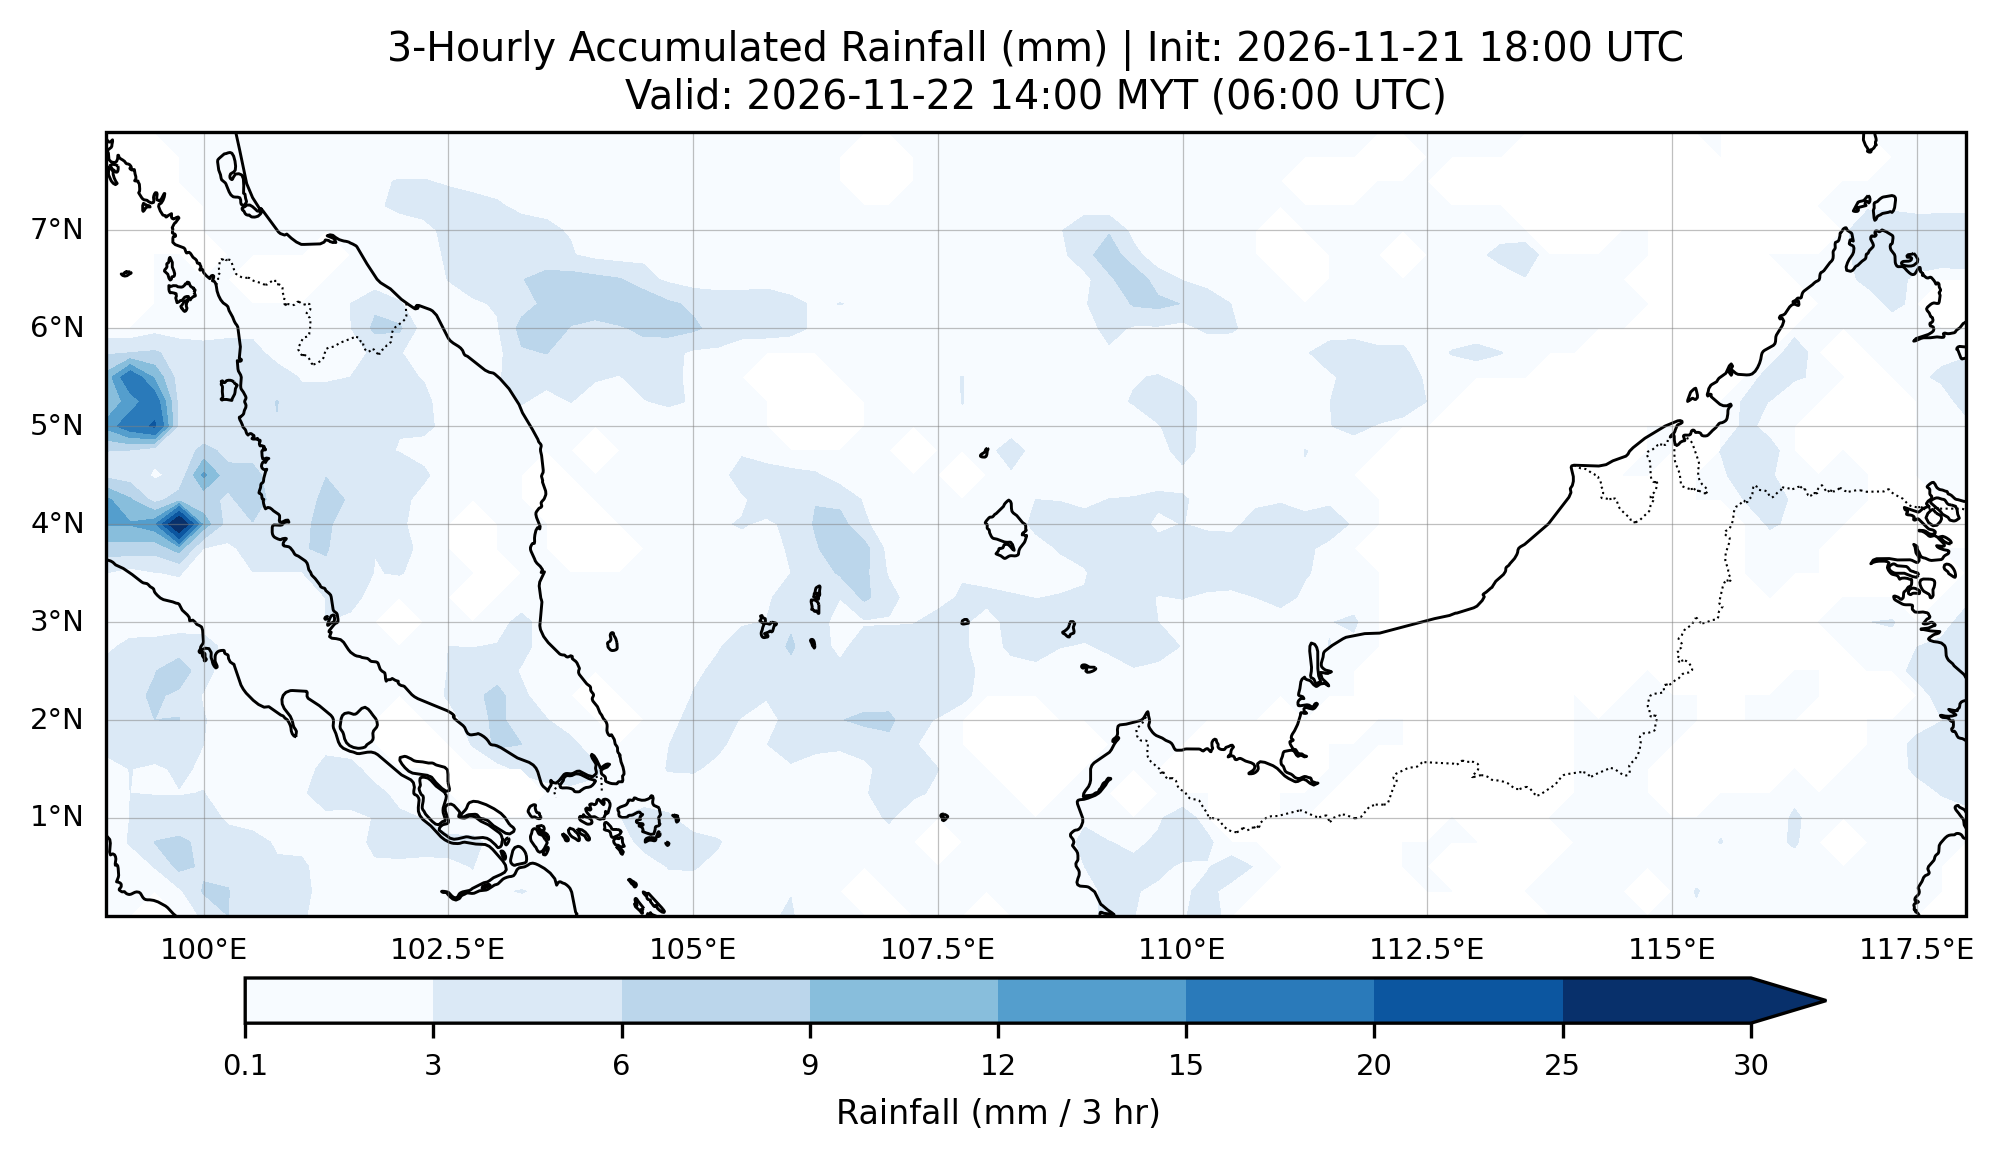 3-Hourly Accumulated Rainfall (mm) | Init: 2026-11-21 18:00 UTC
Valid: 2026-11-22 14:00 MYT (06:00 UTC)
7°N
6°N
5°N
4°N
3°N
2°N
1°N
100°E 102.5°E 105°E 107.5°E 110°E 112.5°E 115°E 117.5°E
0.1 3 6 9 12 15 20 25 30
Rainfall (mm / 3 hr)